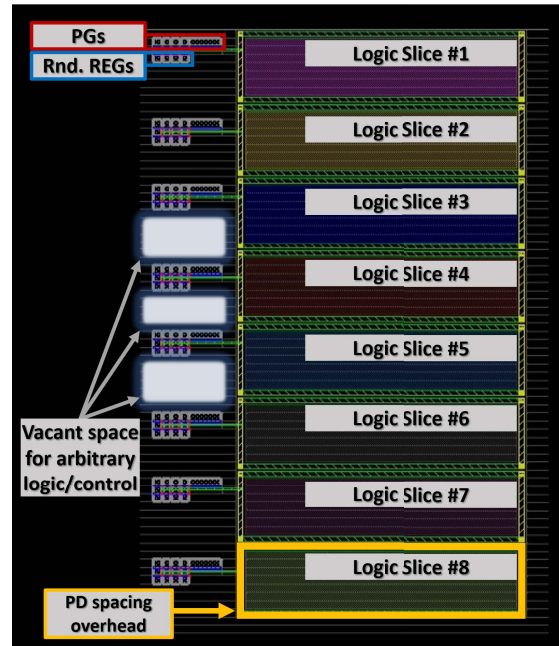 PGs
Rnd. REGs
Logic Slice #1
Logic Slice #2
Logic Slice #3
Logic Slice #4
Logic Slice #5
Logic Slice #6
Logic Slice #7
Logic Slice #8
Vacant space
for arbitrary
logic/control
PD spacing
overhead